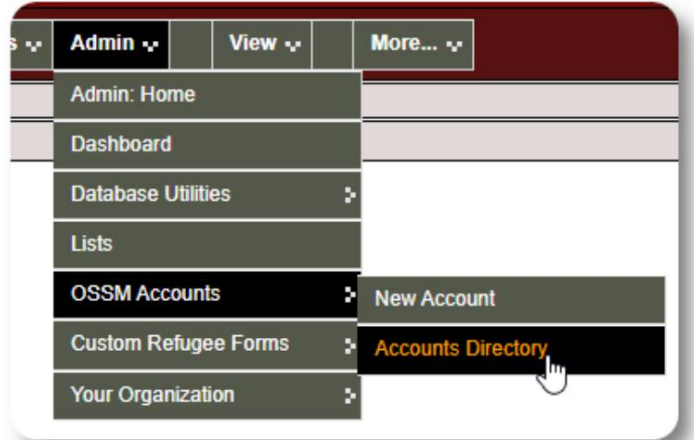 s Admin View More...
Admin: Home
Dashboard
Database Utilities
Lists
OSSM Accounts
New Account
Custom Refugee Forms
Accounts Directory
Your Organization